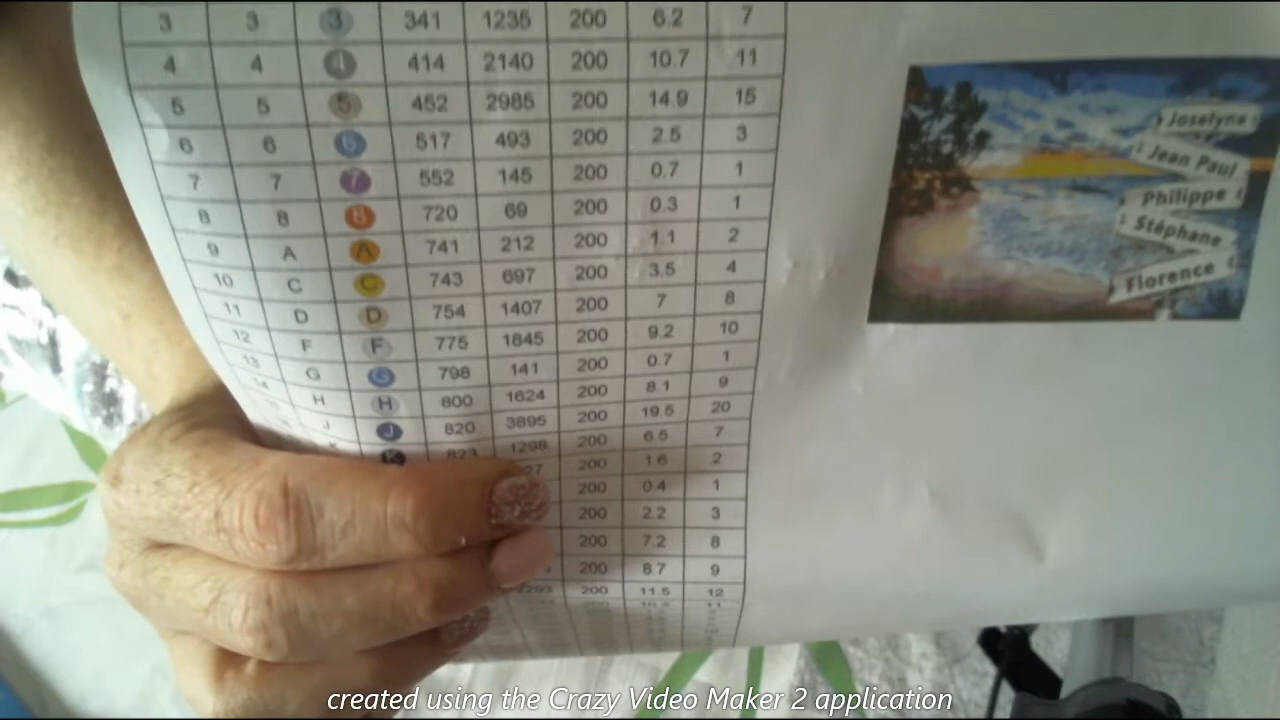 3 3 3 341 1235 200 6.2 7
4 4 4 414 2140 200 10.7 11
5 5 5 452 2985 200 14.9 15
6 6 6 517 493 200 2.5 3
7 7 7 552 145 200 0.7 1
8 8 8 720 69 200 0.3 1
9 A A 741 212 200 1.1 2
10 C C 743 697 200 3.5 4
11 D D 754 1407 200 7 8
12 F F 775 1845 200 9.2 10
13 G G 798 141 200 0.7 1
14 H H 800 1624 200 8.1 9
J J 820 3895 200 19.5 20
K K 823 1298 200 6.5 7
27 200 1.6 2
200 0.4 1
200 2.2 3
200 7.2 8
200 8.7 9
2293 200 11.5 12
Joselyne
Jean Paul
Philippe
Stéphane
Florence
created using the Crazy Video Maker 2 application